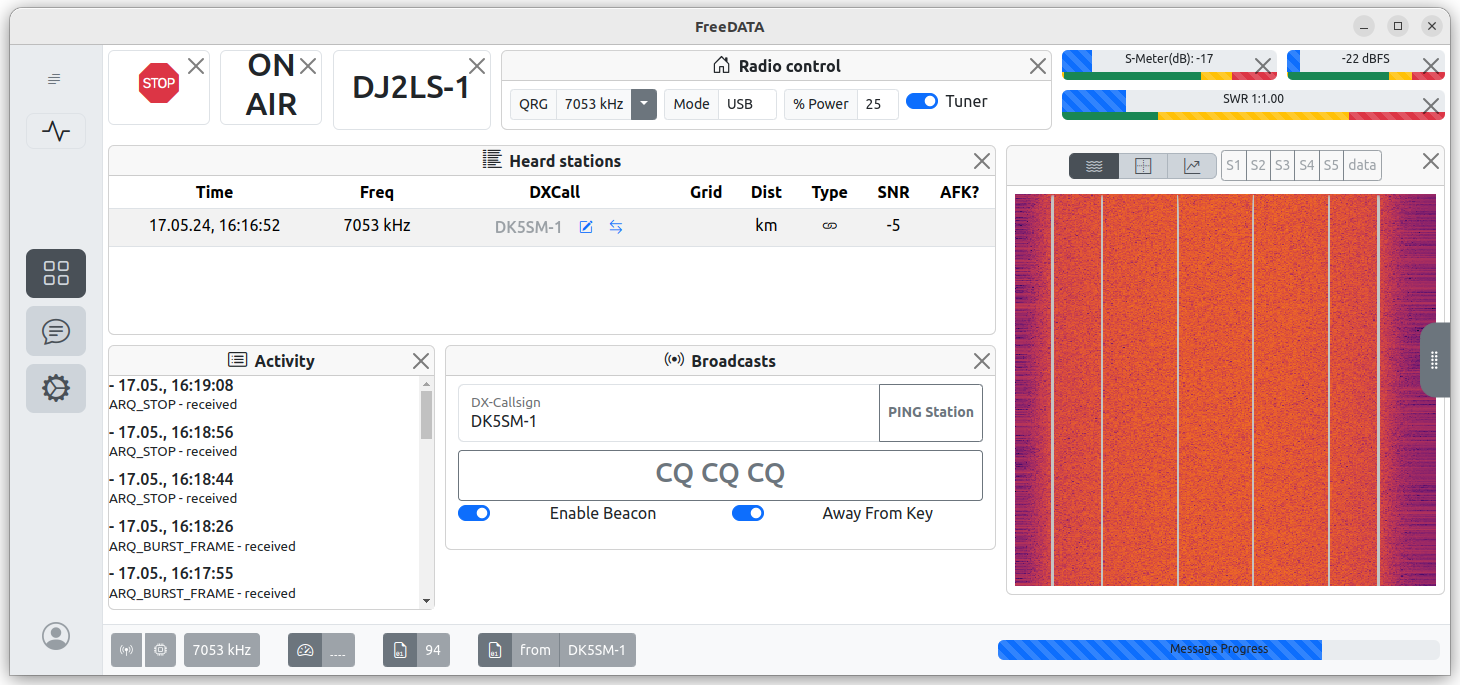 FreeDATA
STOP
ON
AIR
DJ2LS-1
Radio control
QRG 7053 kHz Mode USB % Power 25 Tuner
S-Meter(dB): -17
-22 dBFS
SWR 1:1.00
Heard stations
Time Freq DXCall Grid Dist Type SNR AFK?
17.05.24, 16:16:52 7053 kHz DK5SM-1 km -5
S1 S2 S3 S4 S5 data
Activity
- 17.05., 16:19:08
ARQ_STOP - received
- 17.05., 16:18:56
ARQ_STOP - received
- 17.05., 16:18:44
ARQ_STOP - received
- 17.05., 16:18:26
ARQ_BURST_FRAME - received
- 17.05., 16:17:55
ARQ_BURST_FRAME - received
Broadcasts
DX-Callsign
DK5SM-1
PING Station
CQ CQ CQ
Enable Beacon Away From Key
7053 kHz ---- 01 94 01 from DK5SM-1
Message Progress